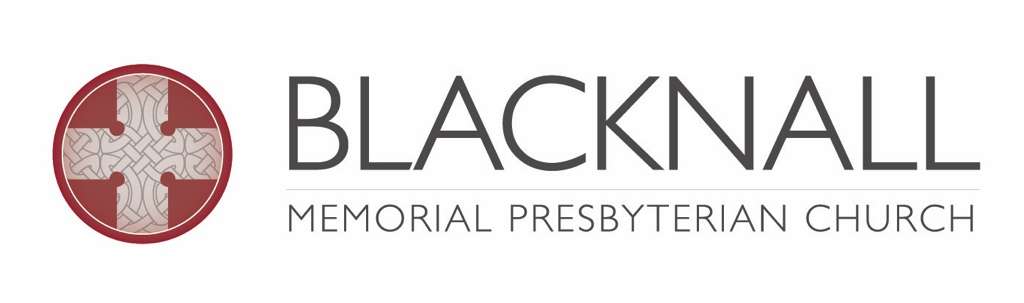 BLACKNALL
MEMORIAL PRESBYTERIAN CHURCH